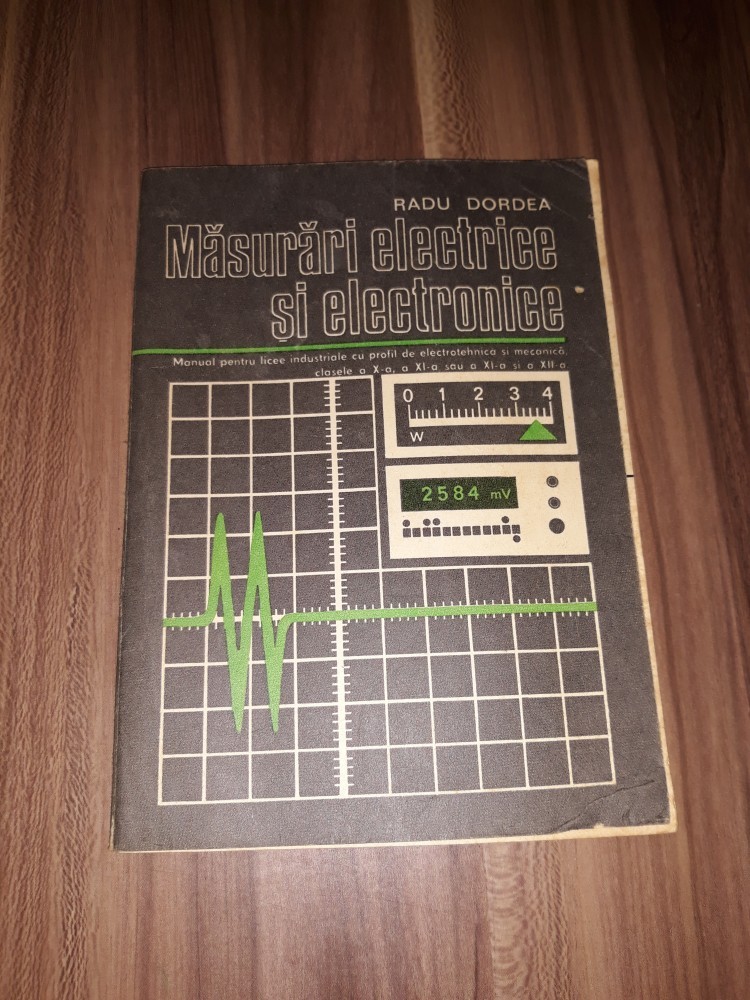 RADU DORDEA
Măsurări electrice
și electronice
Manual pentru licee industriale cu profil de electrotehnică și mecanică,
clasele a X-a, a XI-a sau a XI-a și a XII-a
0 1 2 3 4
W
2584 mV